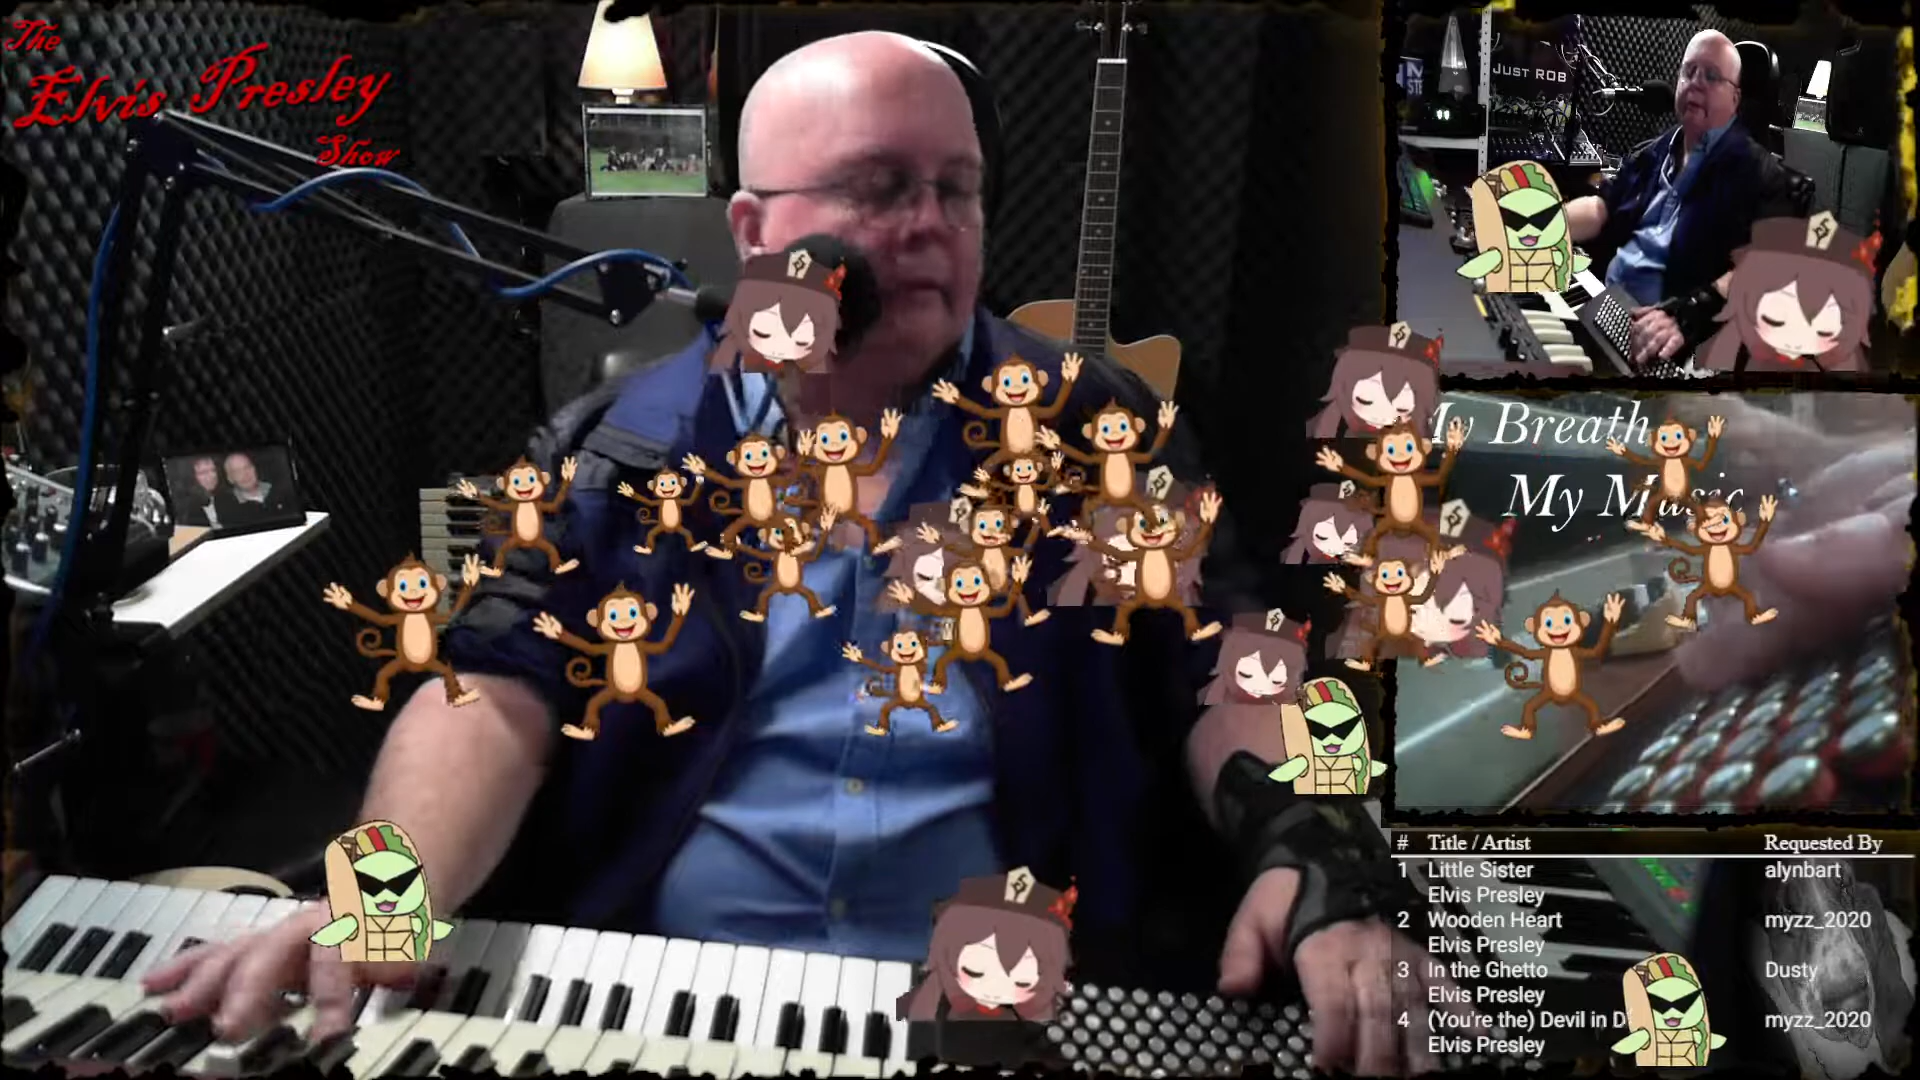 The
Elvis Presley
Show
JUST ROB
My Breath
My Music
# Title / Artist Requested By
1 Little Sister alynbart
Elvis Presley
2 Wooden Heart myzz_2020
Elvis Presley
3 In the Ghetto Dusty
Elvis Presley
4 (You're the) Devil in D myzz_2020
Elvis Presley